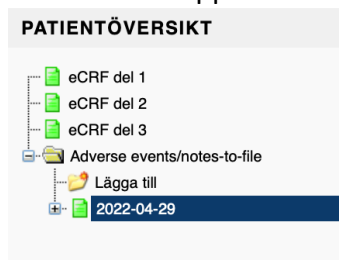 PATIENTÖVERSIKT
eCRF del 1
eCRF del 2
eCRF del 3
Adverse events/notes-to-file
Lägga till
2022-04-29